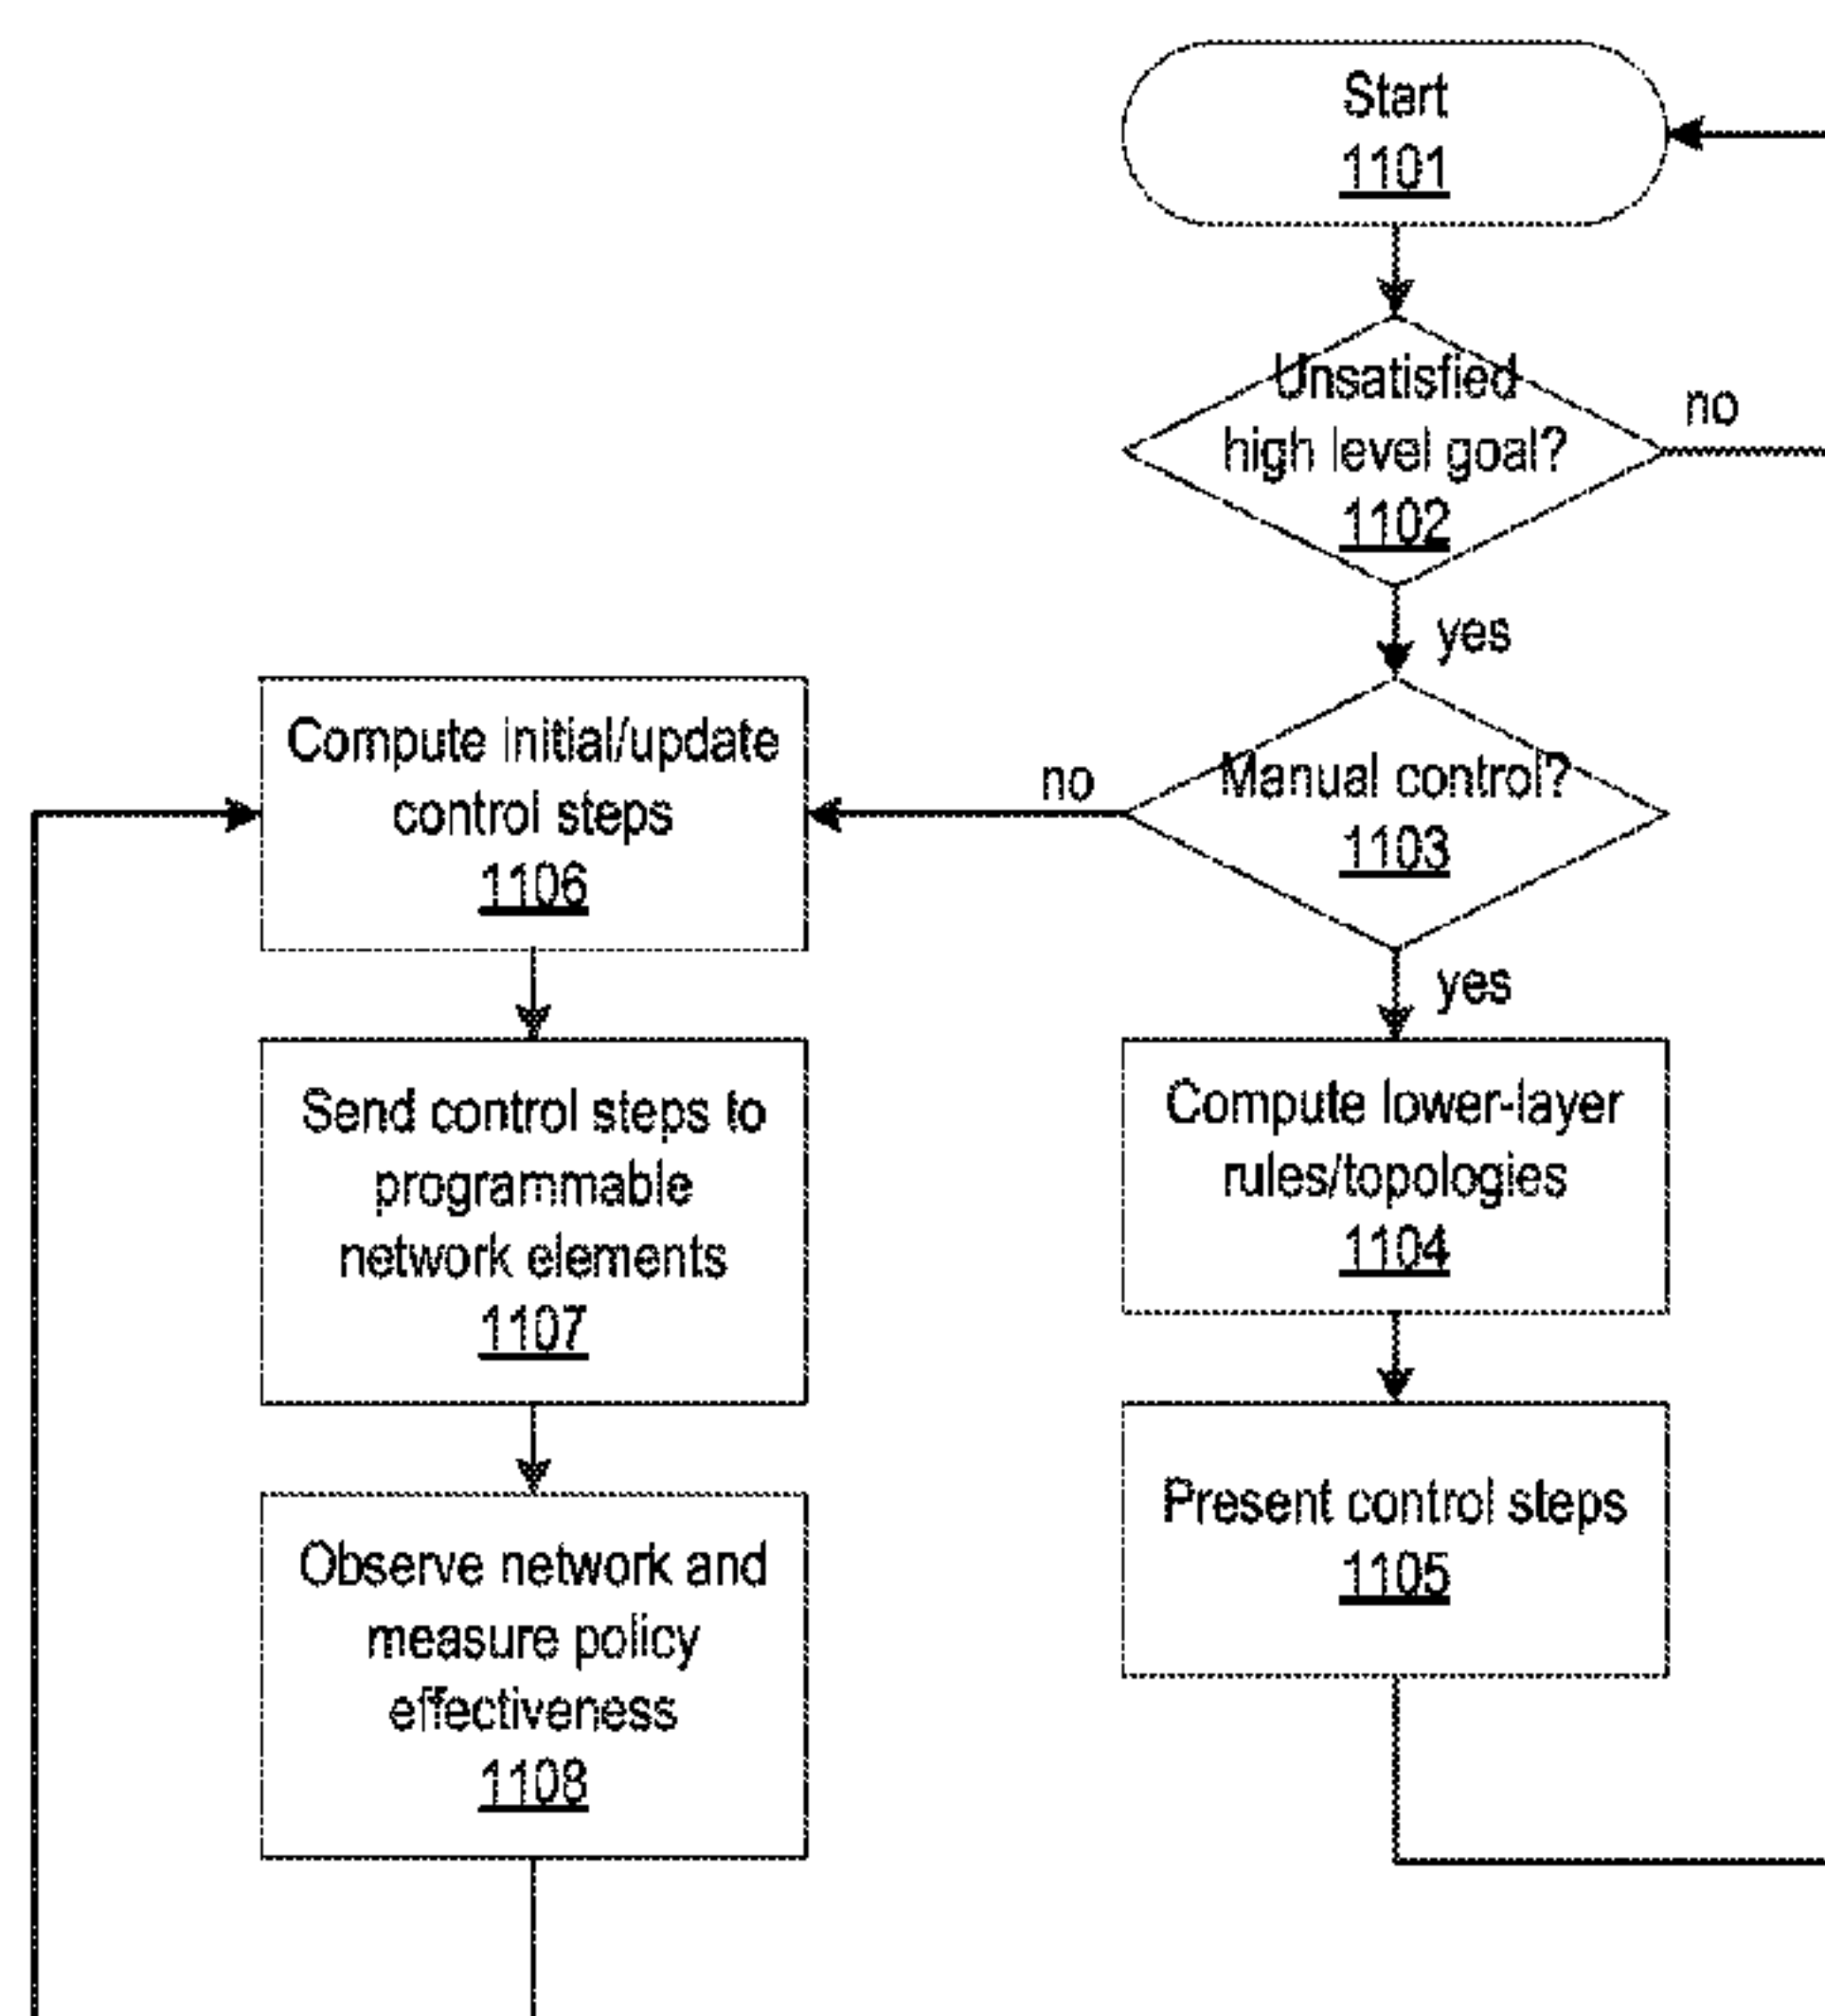 Start
1101
Unsatisfied
high level goal?
1102
no
yes
Manual control?
1103
no
yes
Compute initial/update
control steps
1106
Send control steps to
programmable
network elements
1107
Observe network and
measure policy
effectiveness
1108
Compute lower-layer
rules/topologies
1104
Present control steps
1105